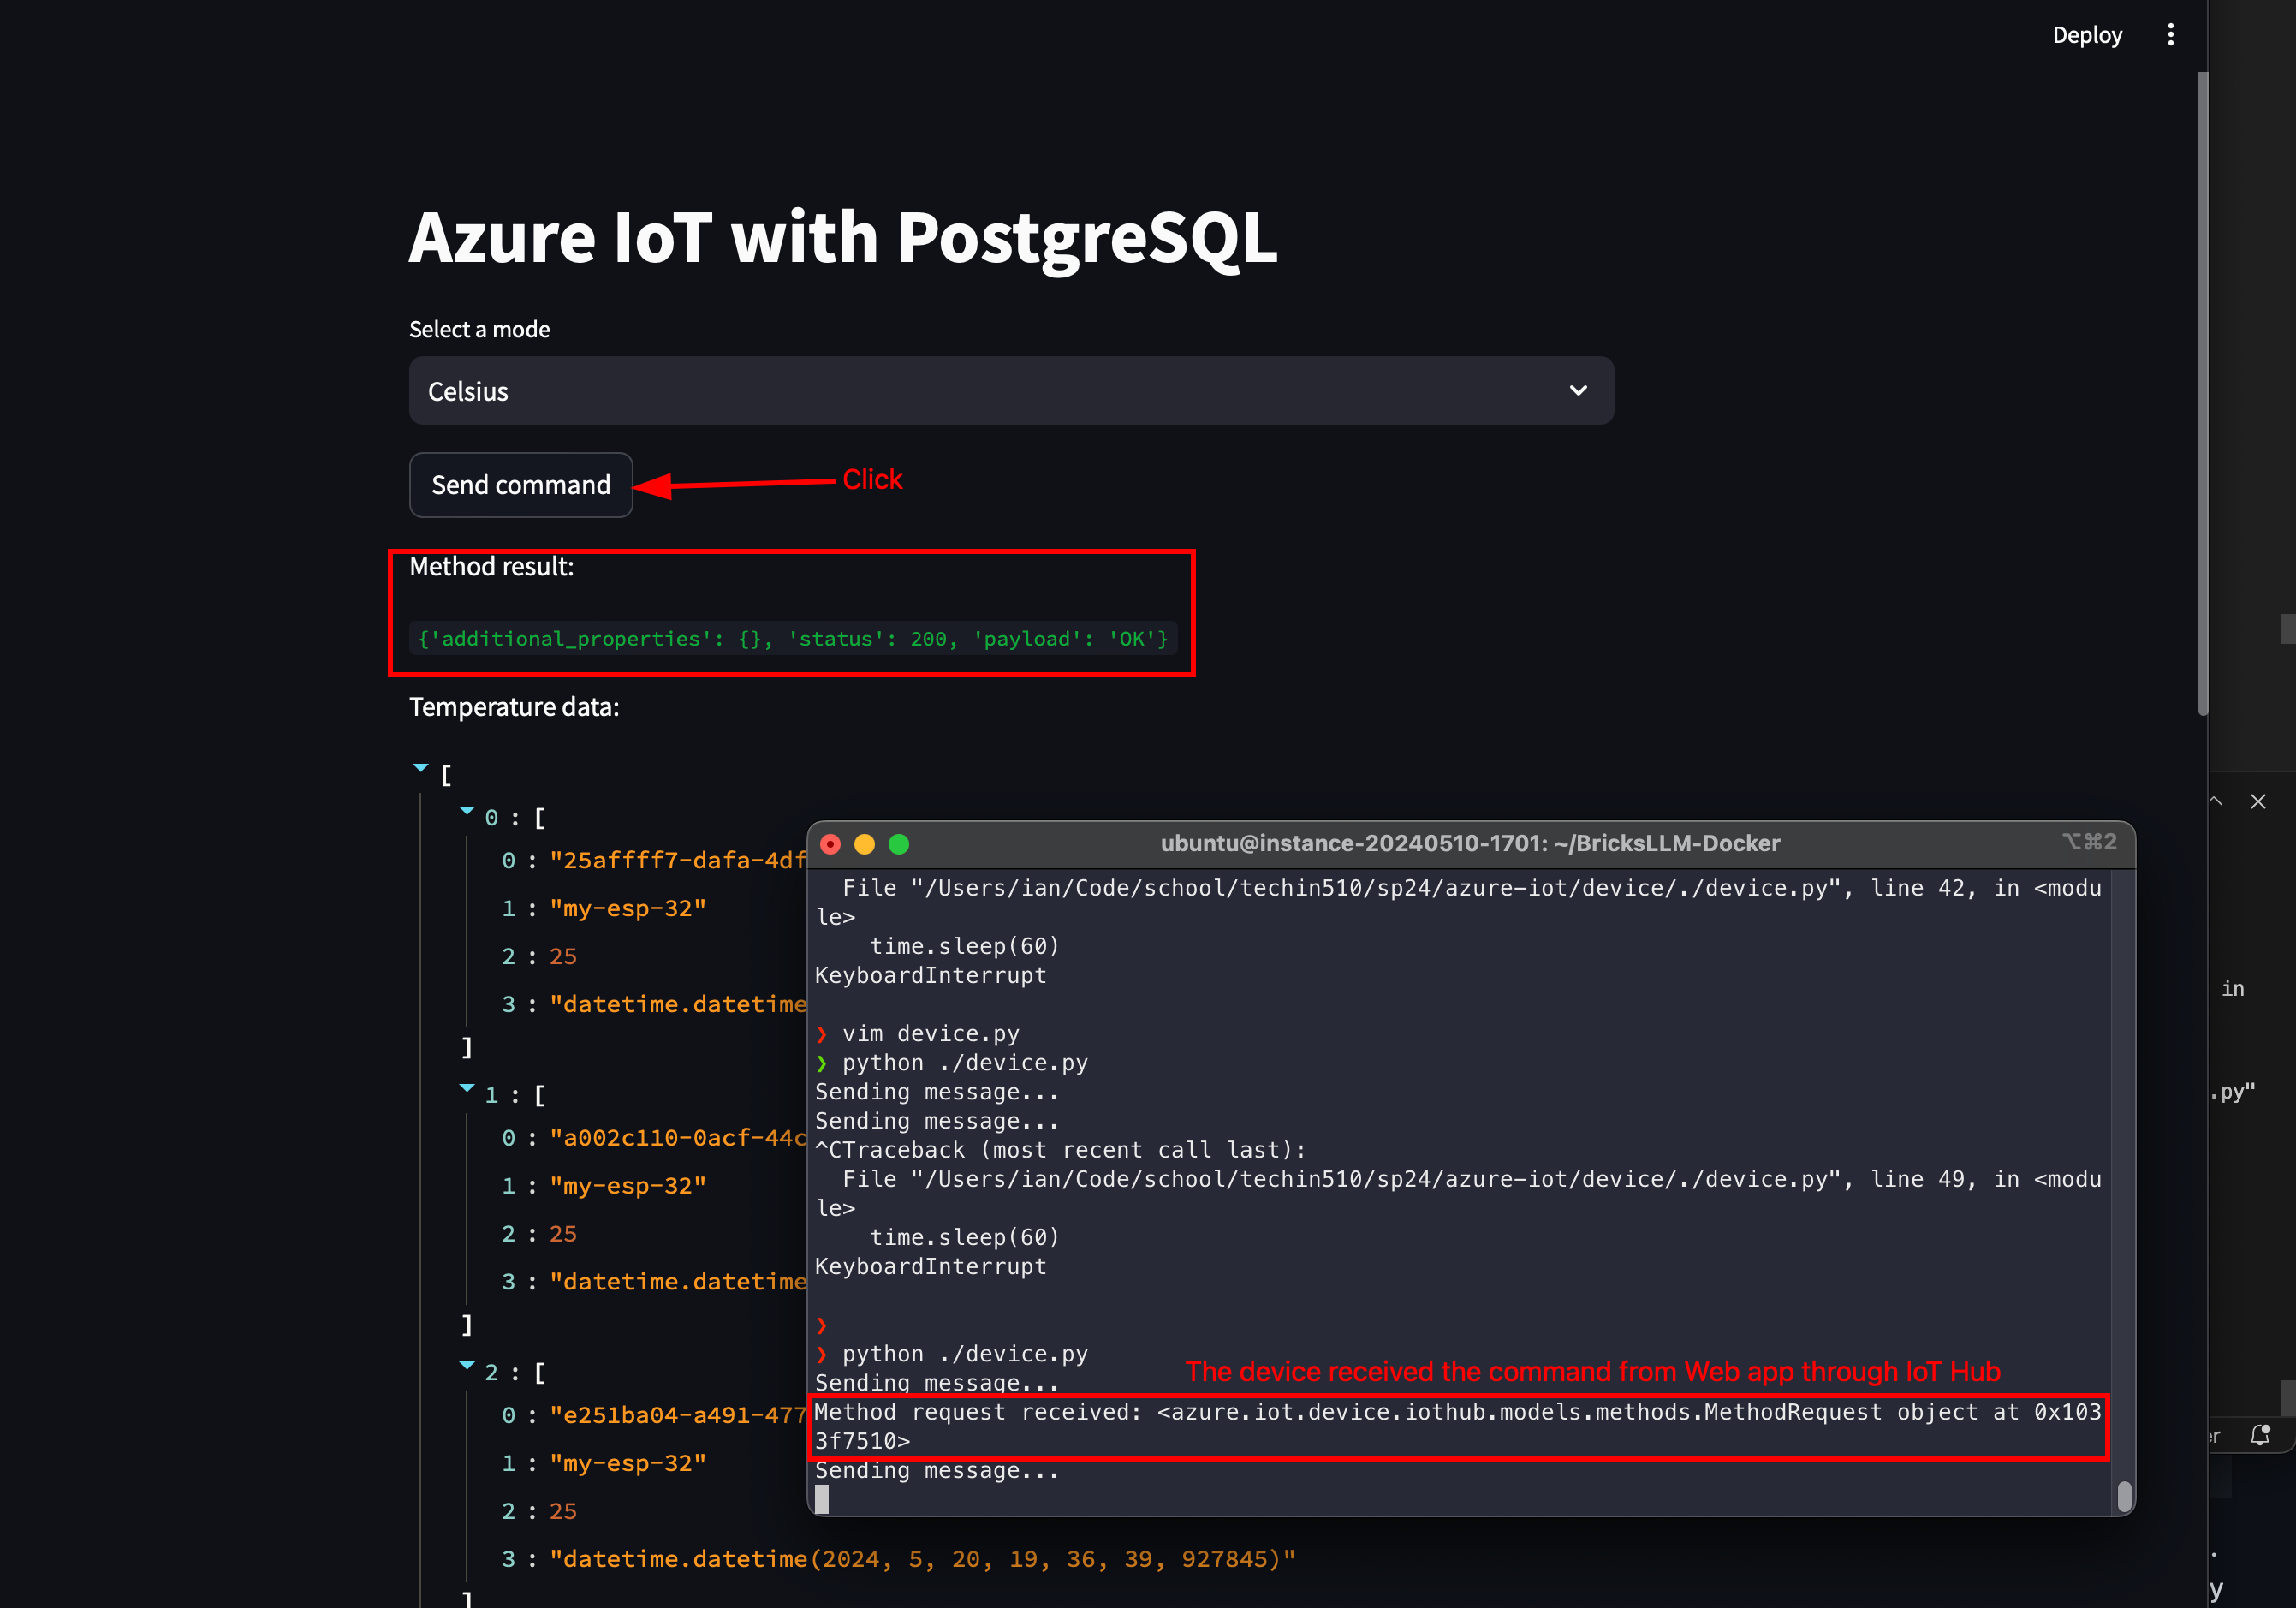 Deploy
Azure IoT with PostgreSQL
Select a mode
Celsius
Send command
Click
Method result:
{'additional_properties': {}, 'status': 200, 'payload': 'OK'}
Temperature data:
[
0 : [
0 : "25affff7-dafa-4df
1 : "my-esp-32"
2 : 25
3 : "datetime.datetime
]
1 : [
0 : "a002c110-0acf-44c
1 : "my-esp-32"
2 : 25
3 : "datetime.datetime
]
2 : [
0 : "e251ba04-a491-477
1 : "my-esp-32"
2 : 25
3 : "datetime.datetime(2024, 5, 20, 19, 36, 39, 927845)"
]
ubuntu@instance-20240510-1701: ~/BricksLLM-Docker
⌥⌘2
File "/Users/ian/Code/school/techin510/sp24/azure-iot/device/./device.py", line 42, in <modu
le>
time.sleep(60)
KeyboardInterrupt
❯ vim device.py
❯ python ./device.py
Sending message...
Sending message...
^CTraceback (most recent call last):
File "/Users/ian/Code/school/techin510/sp24/azure-iot/device/./device.py", line 49, in <modu
le>
time.sleep(60)
KeyboardInterrupt
❯
❯ python ./device.py
Sending message...
The device received the command from Web app through IoT Hub
Method request received: <azure.iot.device.iothub.models.methods.MethodRequest object at 0x103
3f7510>
Sending message...
in
.py"